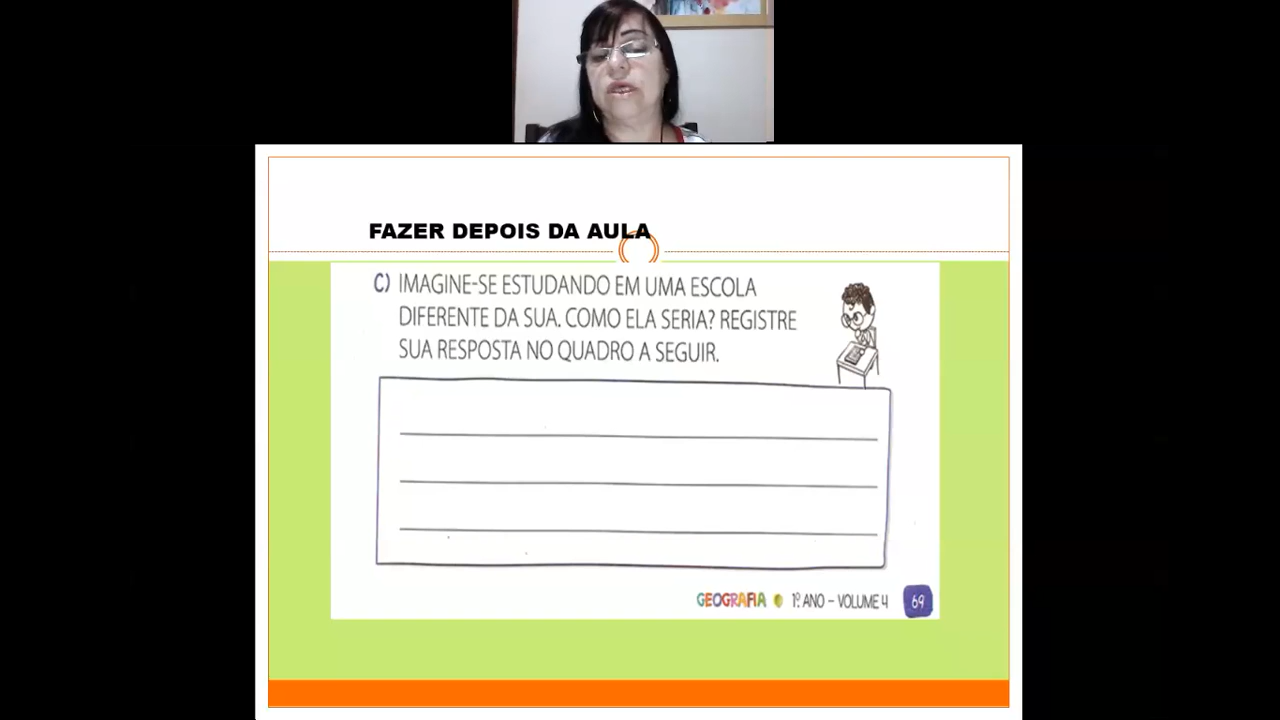 FAZER DEPOIS DA AULA
C) IMAGINE-SE ESTUDANDO EM UMA ESCOLA
DIFERENTE DA SUA. COMO ELA SERIA? REGISTRE
SUA RESPOSTA NO QUADRO A SEGUIR.
GEOGRAFIA 1º. ANO – VOLUME 4 69